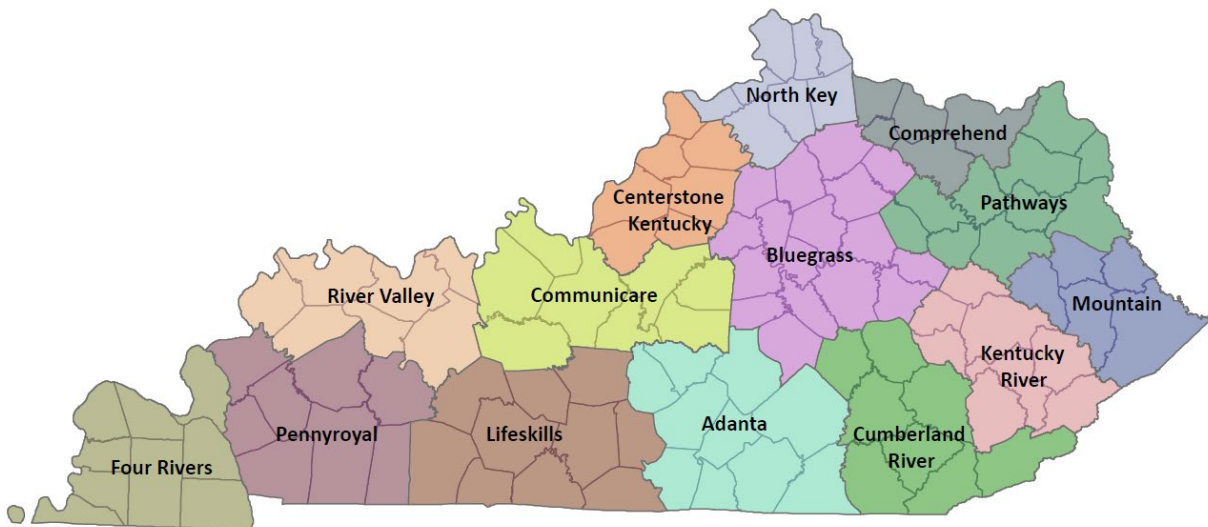 North Key
Comprehend
Centerstone
Kentucky
Pathways
Bluegrass
River Valley
Communicare
Mountain
Kentucky
River
Adanta
Pennyroyal
Lifeskills
Cumberland
River
Four Rivers